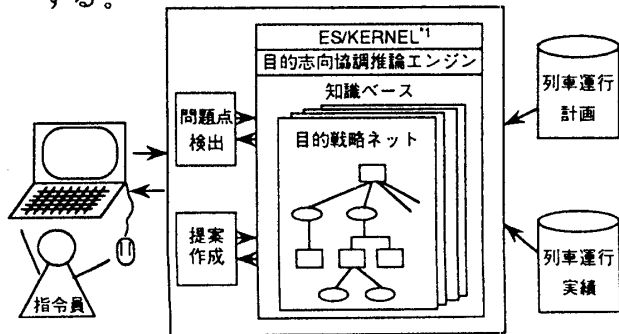 する。
ES/KERNEL*1
目的志向協調推論エンジン
知識ベース
問題点
検出
目的戦略ネット
提案
作成
指令員
列車運行
計画
列車運行
実績